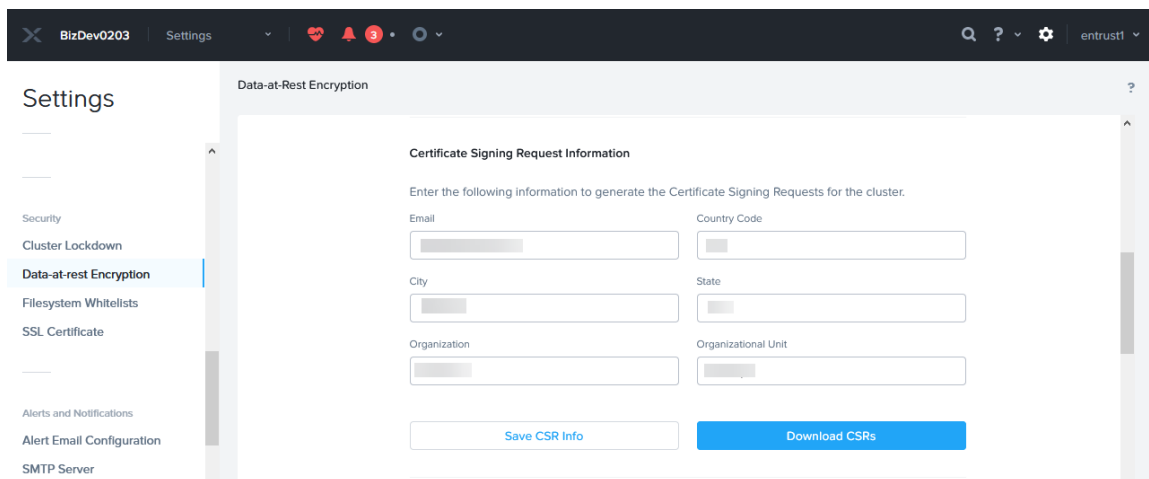 BizDev0203 Settings 3 ? entrust1
Settings
Data-at-Rest Encryption ?
Security
Cluster Lockdown
Data-at-rest Encryption
Filesystem Whitelists
SSL Certificate
Alerts and Notifications
Alert Email Configuration
SMTP Server
Certificate Signing Request Information
Enter the following information to generate the Certificate Signing Requests for the cluster.
Email Country Code
City State
Organization Organizational Unit
Save CSR Info Download CSRs